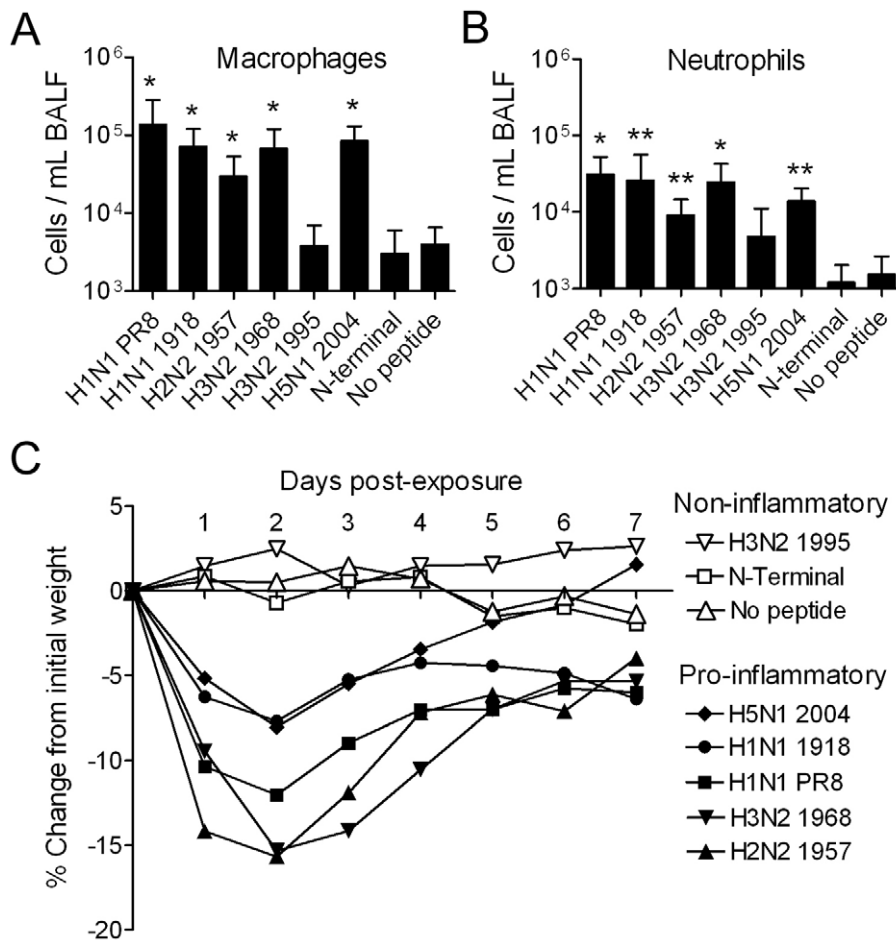 A
Macrophages
Cells / mL BALF
10⁶
10⁵
10⁴
10³
*
*
*
*
*
H1N1 PR8
H1N1 1918
H2N2 1957
H3N2 1968
H3N2 1995
H5N1 2004
N-terminal
No peptide
B
Neutrophils
Cells / mL BALF
10⁶
10⁵
10⁴
10³
*
**
**
*
**
H1N1 PR8
H1N1 1918
H2N2 1957
H3N2 1968
H3N2 1995
H5N1 2004
N-terminal
No peptide
C
Days post-exposure
1 2 3 4 5 6 7
% Change from initial weight
5
0
-5
-10
-15
-20
Non-inflammatory
H3N2 1995
N-Terminal
No peptide
Pro-inflammatory
H5N1 2004
H1N1 1918
H1N1 PR8
H3N2 1968
H2N2 1957